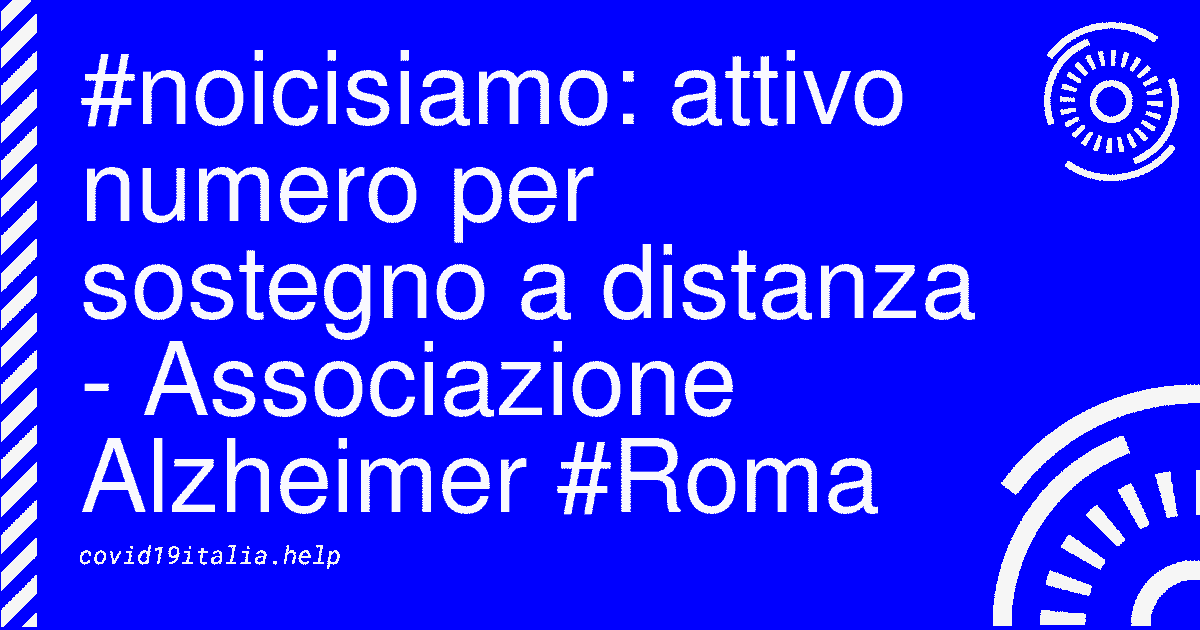 #noicisiamo: attivo
numero per
sostegno a distanza
- Associazione
Alzheimer #Roma
covid19italia.help